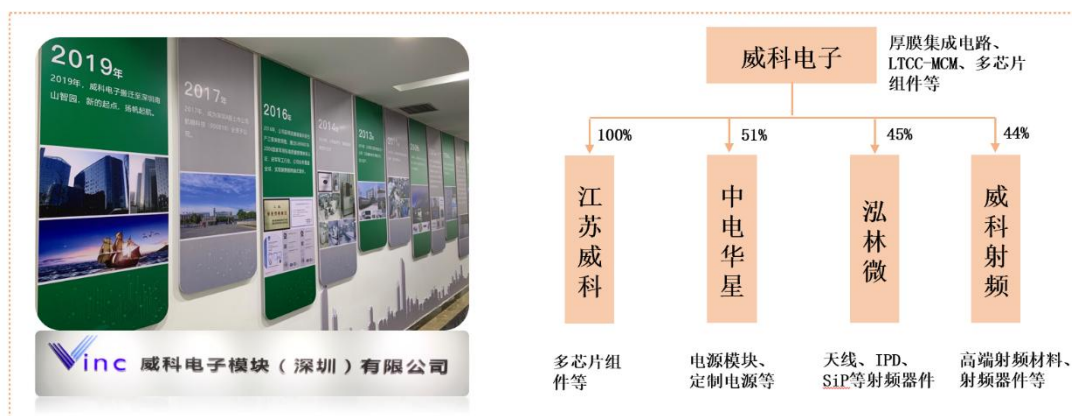 2019年
2019年，威科电子搬迁至深圳南
山智园，新的起点，扬帆起航。
2017年
2016年
2014年
2013年
Vinc 威科电子模块（深圳）有限公司
威科电子
厚膜集成电路、
LTCC-MCM、多芯片
组件等
100%
51%
45%
44%
江苏威科
中电华星
泓林微
威科射频
多芯片组
件等
电源模块、
定制电源等
天线、IPD、
SiP等射频器件
高端射频材料、
射频器件等